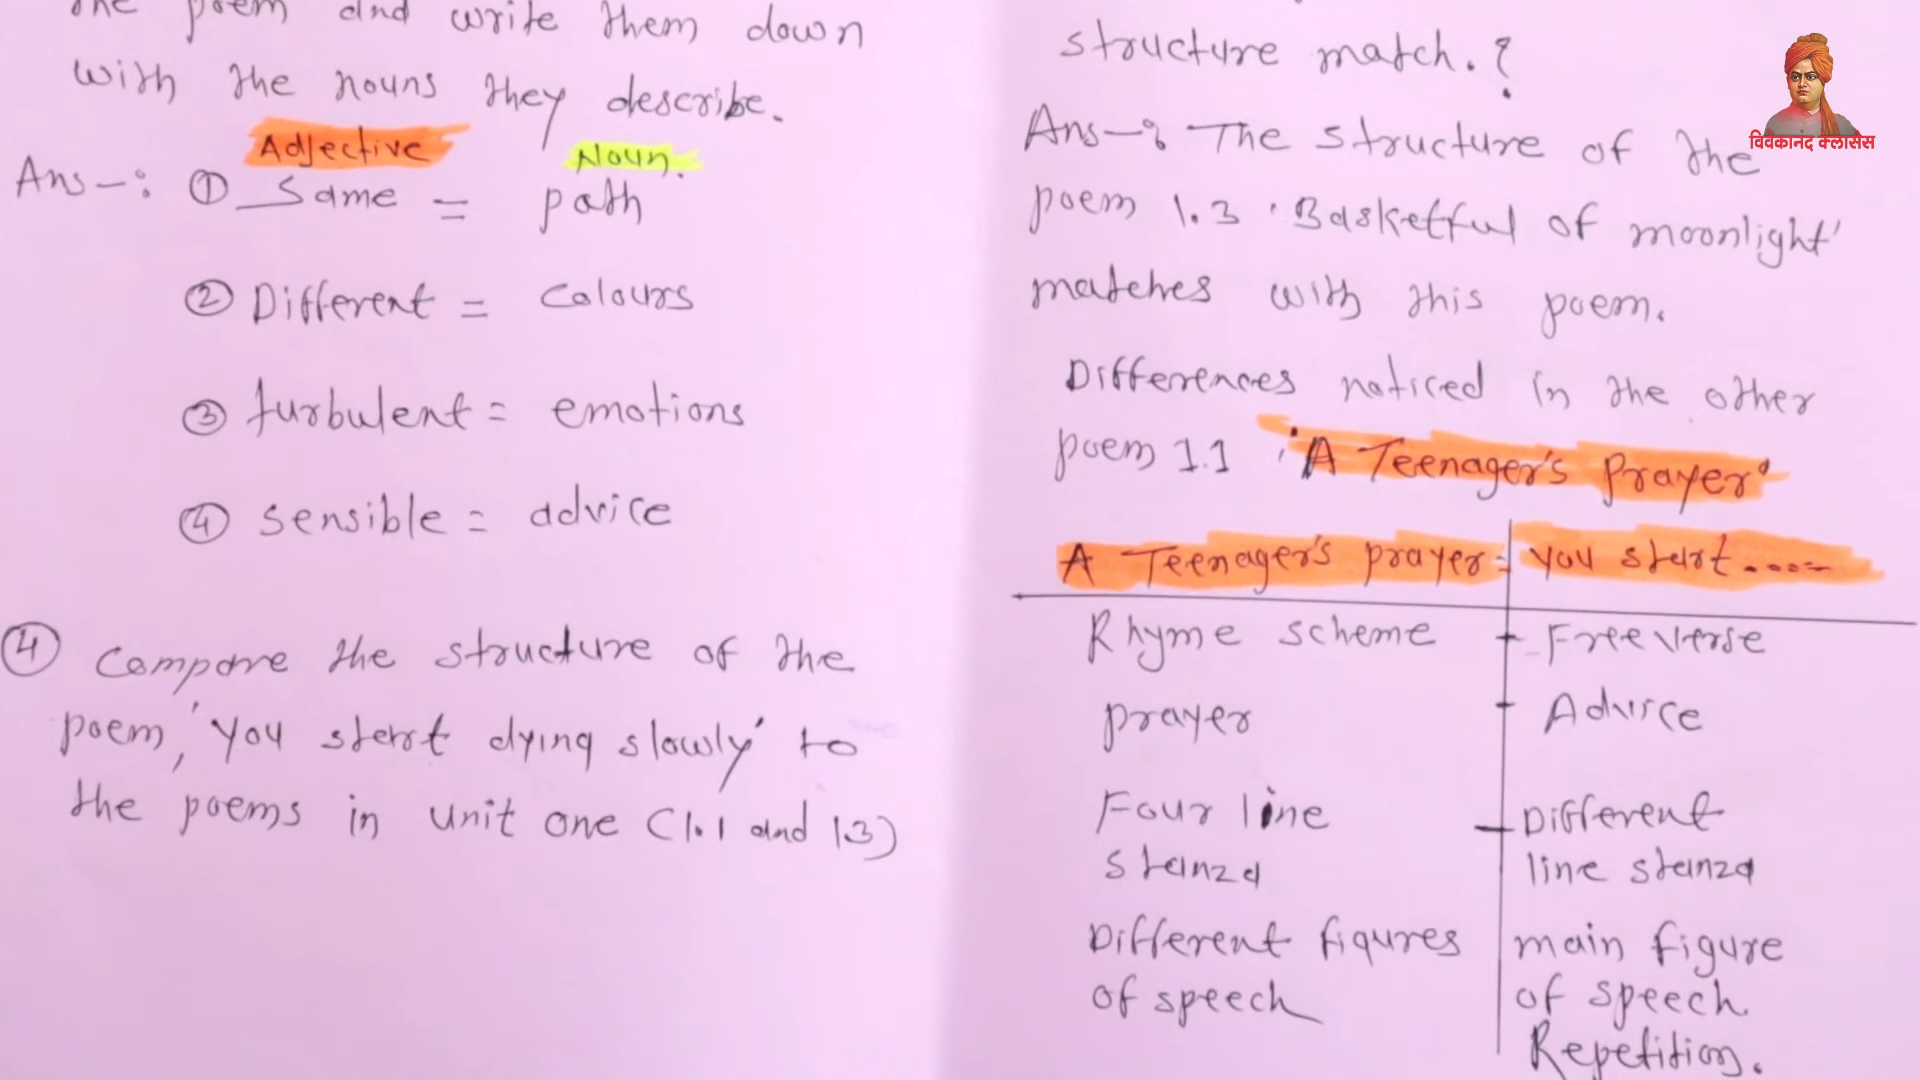 the poem and write them down
with the nouns they describe.
Adjective Noun.
Ans-: ① Same = path
② Different = colours
③ turbulent = emotions
④ sensible = advice
④ Compare the structure of the
poem, 'You start dying slowly' to
the poems in unit one (1.1 and 13)
structure match.?
Ans-: The structure of the
poem 1.3 'Basketful of moonlight'
matches with this poem.
Differences noticed in the other
poem 1.1 'A Teenager's Prayer'
A Teenager's prayer = you start.....
Rhyme scheme - Free verse
prayer - Advice
Four line - Different
stanza line stanza
Different figures main figure
of speech of speech
Repetition.
विवेकानंद क्लासेस